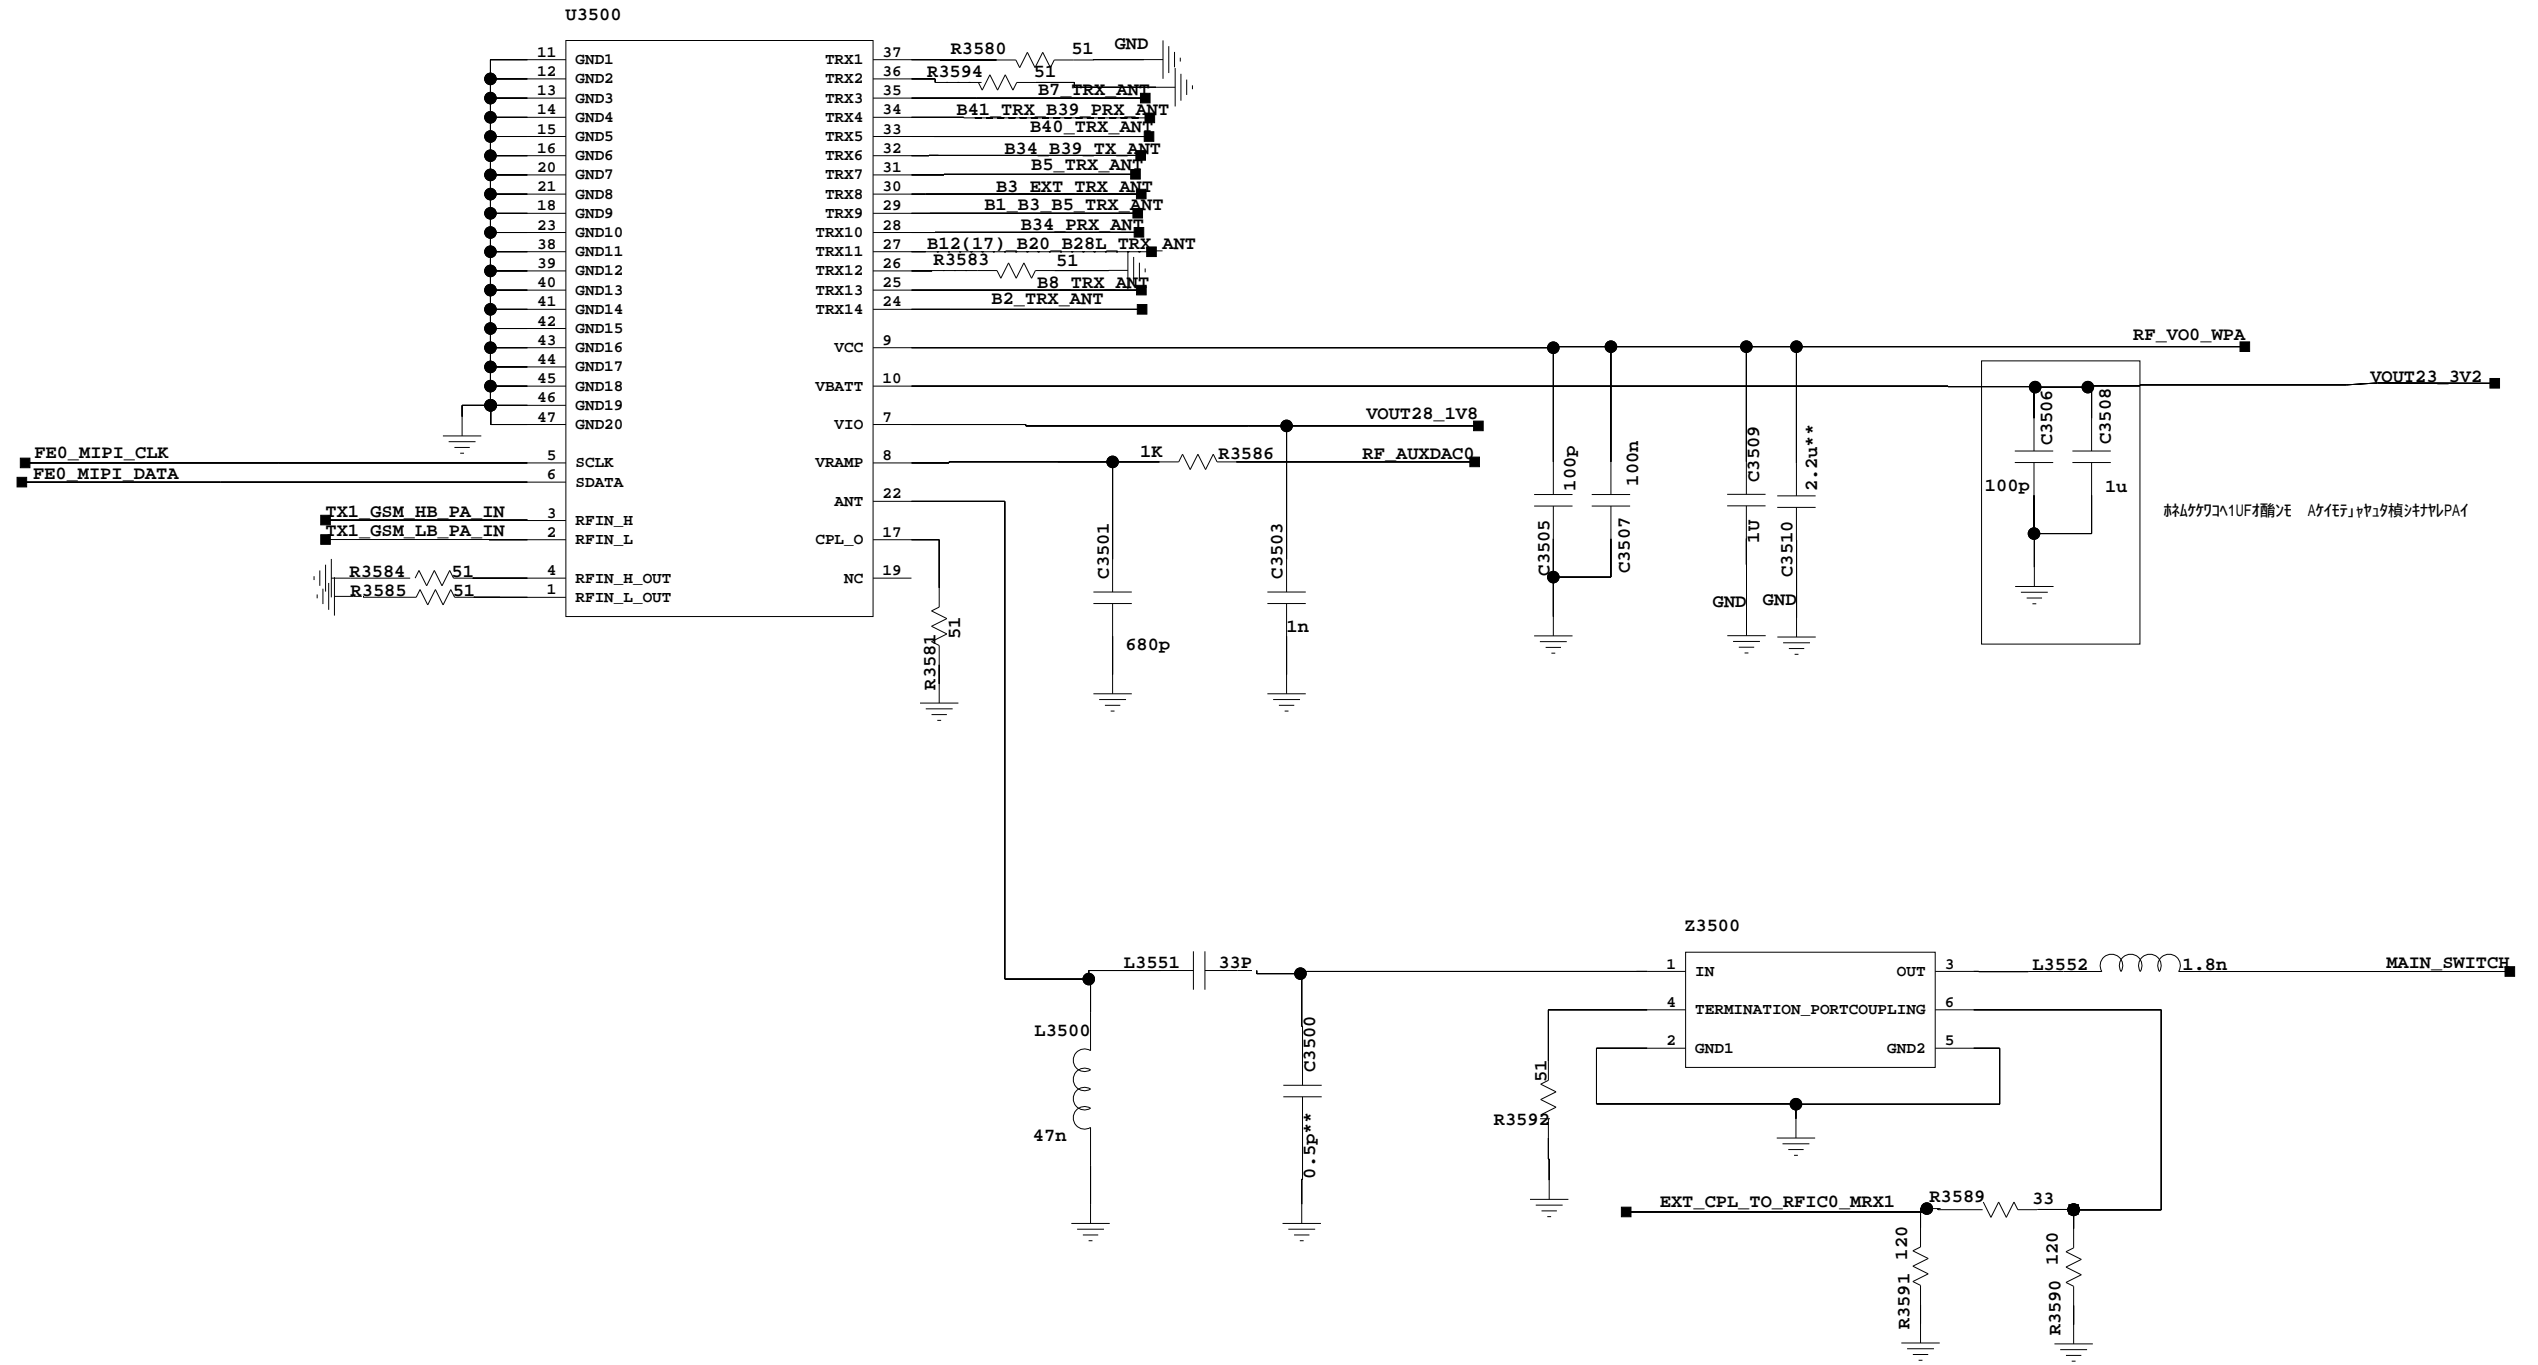 U3500
11 GND1 TRX1 37 R3580 51 GND
12 GND2 TRX2 36 R3594 51
13 GND3 TRX3 35 B7_TRX_ANT
14 GND4 TRX4 34 B41_TRX_B39_PRX_ANT
15 GND5 TRX5 33 B40_TRX_ANT
16 GND6 TRX6 32 B34_B39_TX_ANT
20 GND7 TRX7 31 B5_TRX_ANT
21 GND8 TRX8 30 B3_EXT_TRX_ANT
18 GND9 TRX9 29 B1_B3_B5_TRX_ANT
23 GND10 TRX10 28 B34_PRX_ANT
38 GND11 TRX11 27 B12(17)_B20_B28L_TRX_ANT
39 GND12 TRX12 26 R3583 51
40 GND13 TRX13 25 B8_TRX_ANT
41 GND14 TRX14 24 B2_TRX_ANT
42 GND15
43 GND16 VCC 9 RF_VO0_WPA
44 GND17
45 GND18 VBATT 10 VOUT23_3V2
46 GND19
47 GND20 VIO 7 VOUT28_1V8
FE0_MIPI_CLK 5 SCLK VRAMP 8 1K R3586 RF_AUXDAC0
FE0_MIPI_DATA 6 SDATA
ANT 22
TX1_GSM_HB_PA_IN 3 RFIN_H
TX1_GSM_LB_PA_IN 2 RFIN_L CPL_O 17
R3584 51 4 RFIN_H_OUT NC 19
R3585 51 1 RFIN_L_OUT
R3581 51
C3501 680p
C3503 1n
C3505 100p
C3507 100n
C3509 1U GND
C3510 2.2u** GND
C3506 100p
C3508 1u
Z3500
L3551 33P 1 IN OUT 3 L3552 1.8n MAIN_SWITCH
4 TERMINATION_PORTCOUPLING 6
2 GND1 GND2 5
L3500 47n
C3500 0.5p**
R3592 51
EXT_CPL_TO_RFIC0_MRX1 R3589 33
R3591 120
R3590 120